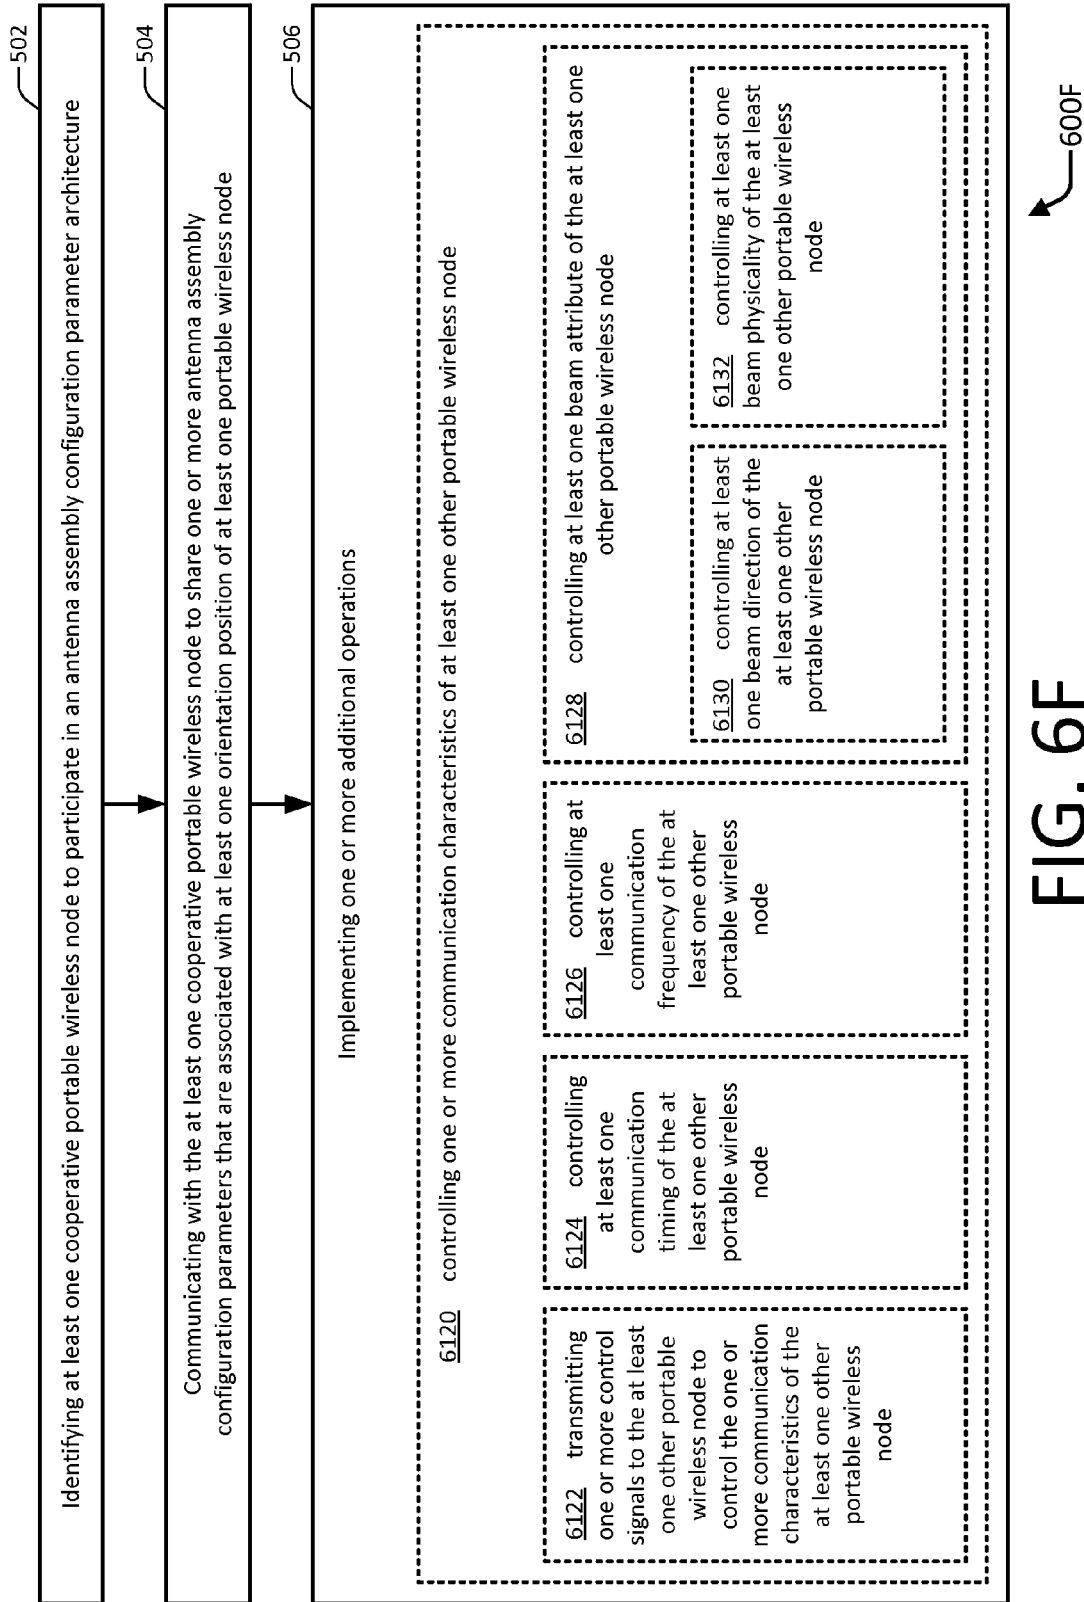 Identifying at least one cooperative portable wireless node to participate in an antenna assembly configuration parameter architecture
502
Communicating with the at least one cooperative portable wireless node to share one or more antenna assembly
configuration parameters that are associated with at least one orientation position of at least one portable wireless node
504
506
Implementing one or more additional operations
6120 controlling one or more communication characteristics of at least one other portable wireless node
6122 transmitting
one or more control
signals to the at least
one other portable
wireless node to
control the one or
more communication
characteristics of the
at least one other
portable wireless
node
6124 controlling
at least one
communication
timing of the at
least one other
portable wireless
node
6126 controlling at
least one
communication
frequency of the at
least one other
portable wireless
node
6128 controlling at least one beam attribute of the at least one
other portable wireless node
6130 controlling at least
one beam direction of the
at least one other
portable wireless node
6132 controlling at least one
beam physicality of the at least
one other portable wireless
node
600F
FIG. 6F